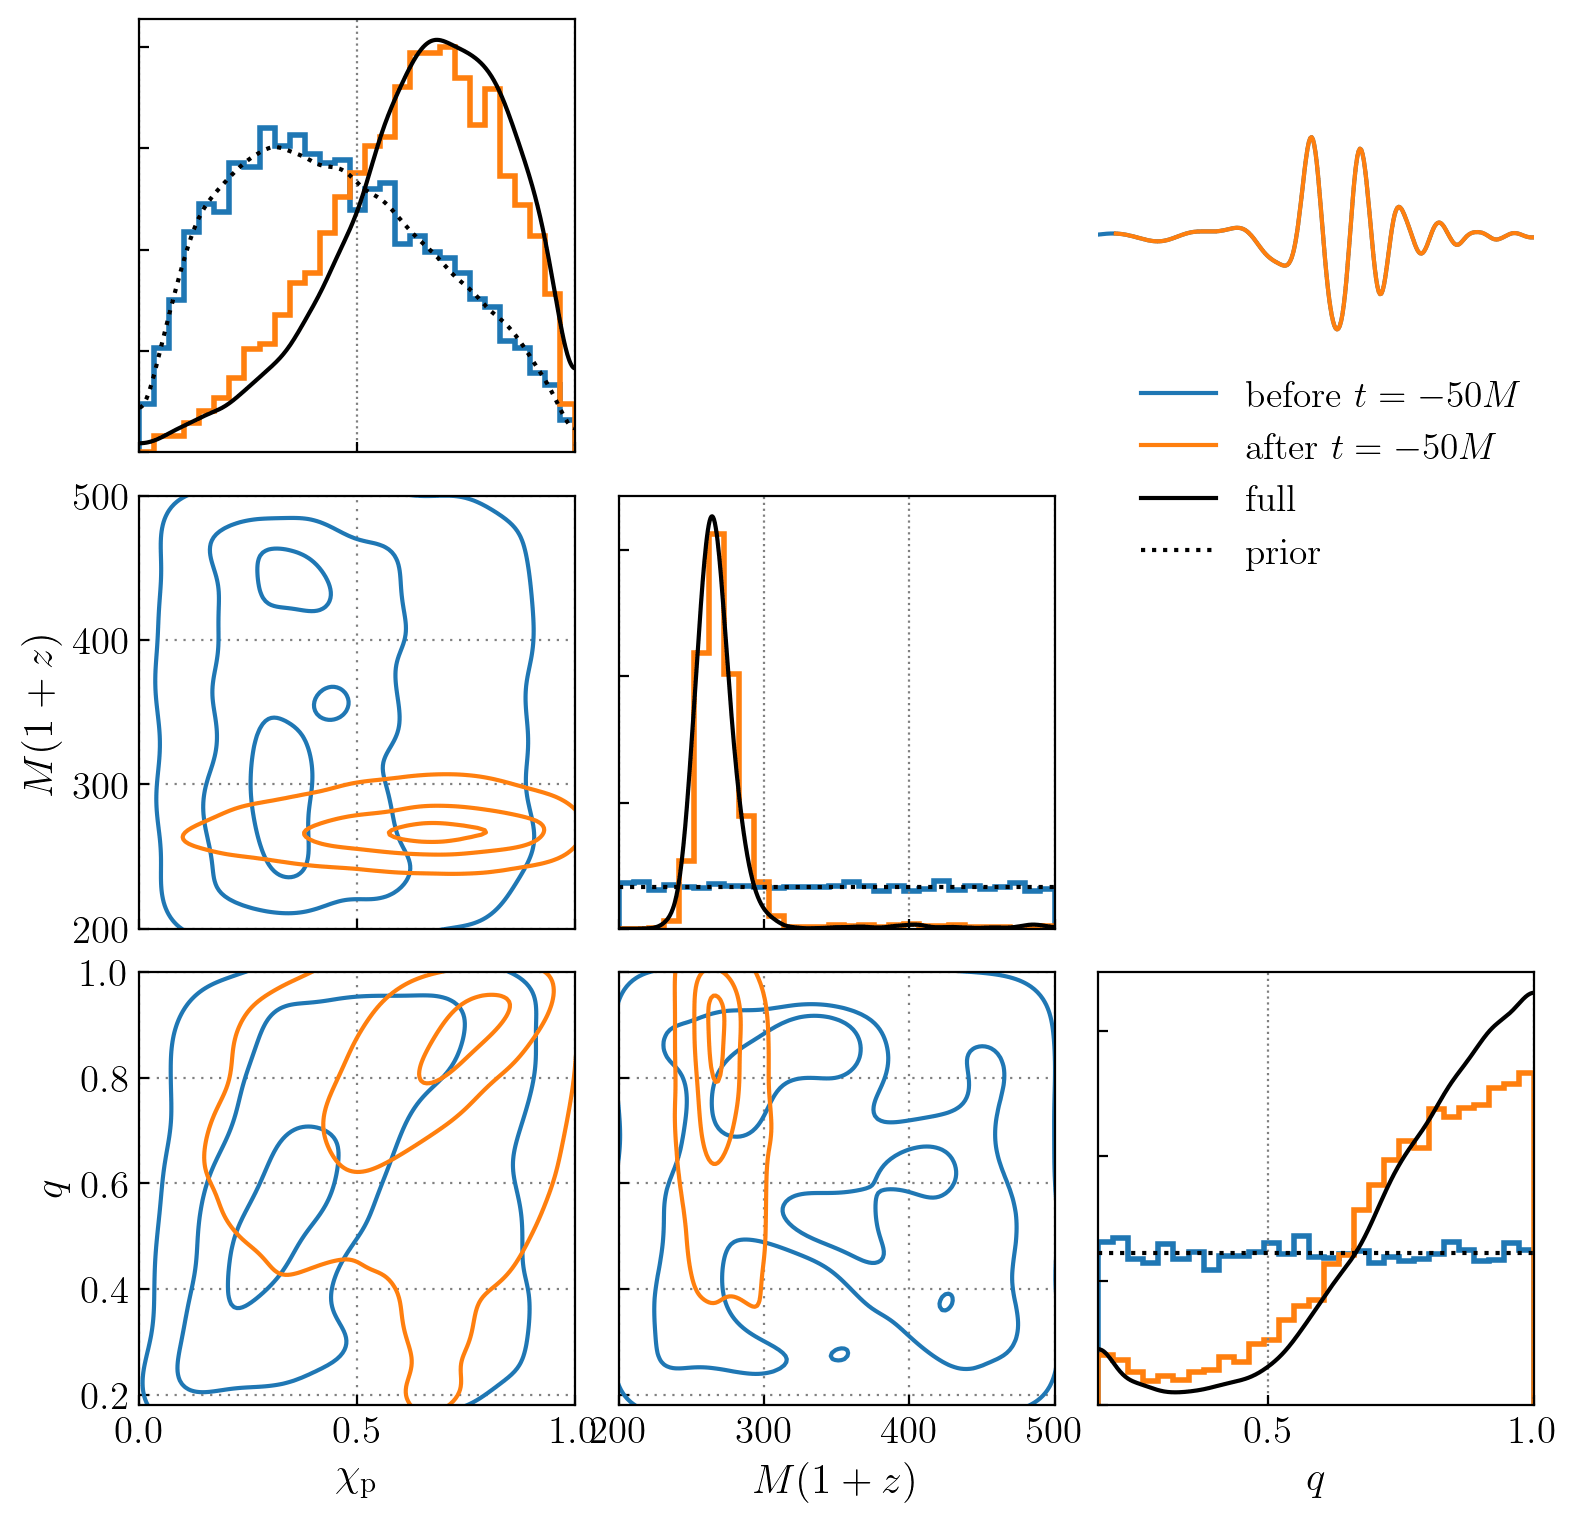 before t = −50M
after t = −50M
full
prior
500
400
300
200
M(1 + z)
1.0
0.8
0.6
0.4
0.2
q
0.0 0.5 1.0
200 300 400 500
0.5 1.0
χp
M(1 + z)
q